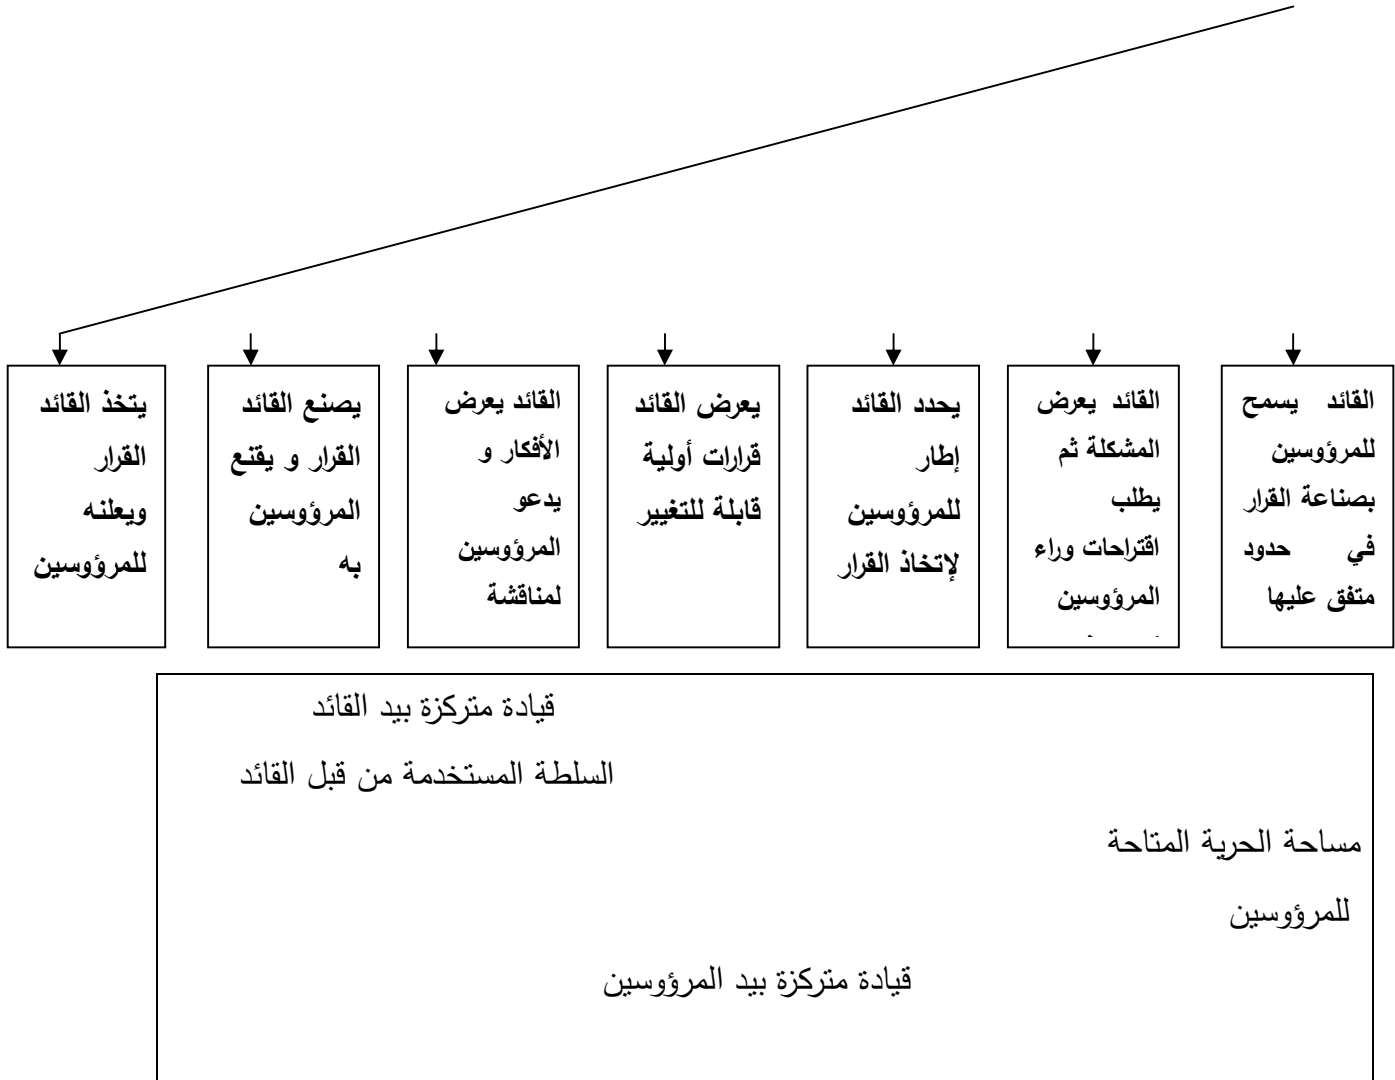 القائد يسمح
للمرؤوسين
بصناعة القرار
في حدود
متفق عليها
القائد يعرض
المشكلة ثم
يطلب
اقتراحات وراء
المرؤوسين
يحدد القائد
إطار
للمرؤوسين
لإتخاذ القرار
يعرض القائد
قرارات أولية
قابلة للتغيير
القائد يعرض
الأفكار و
يدعو
المرؤوسين
لمناقشة
يصنع القائد
القرار و يقتع
المرؤوسين
به
يتخذ القائد
القرار
ويعلنه
للمرؤوسين
قيادة متركزة بيد القائد
السلطة المستخدمة من قبل القائد
مساحة الحرية المتاحة
للمرؤوسين
قيادة متركزة بيد المرؤوسين